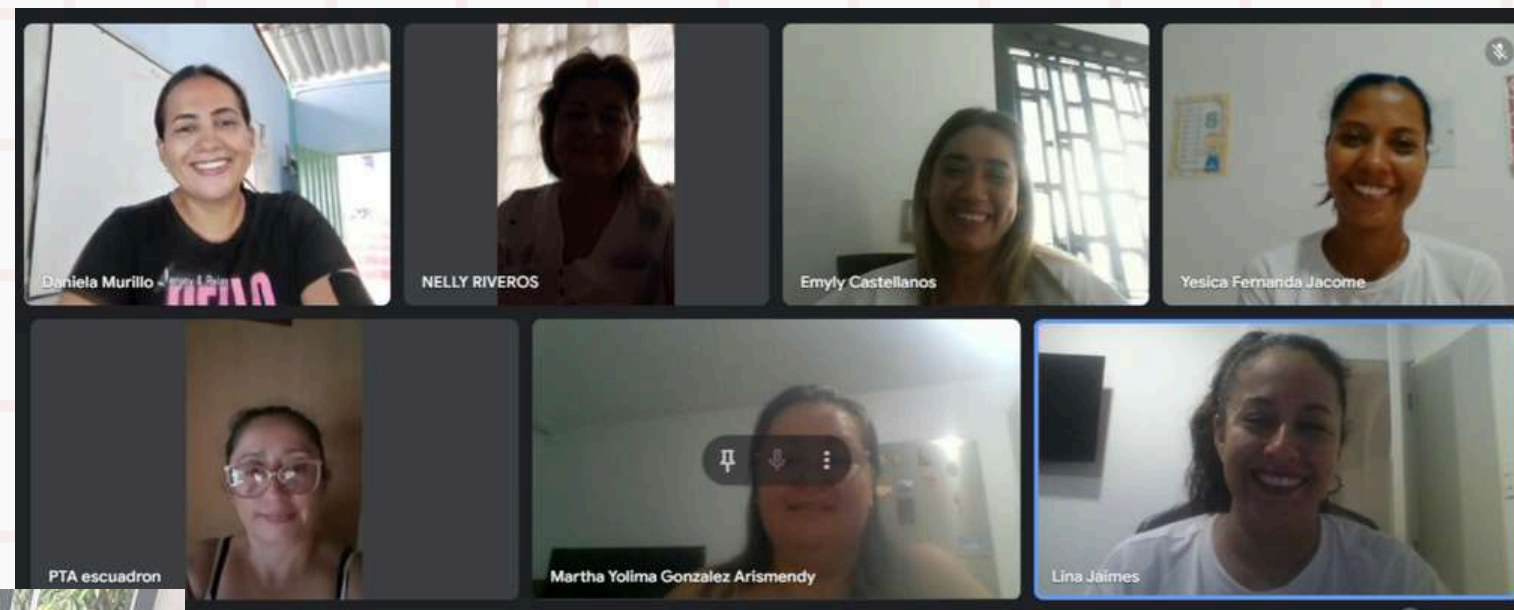 Daniela Murillo -
NELLY RIVEROS
Emyly Castellanos
Yesica Fernanda Jacome
PTA escuadron
Martha Yolima Gonzalez Arismendy
Lina Jaimes